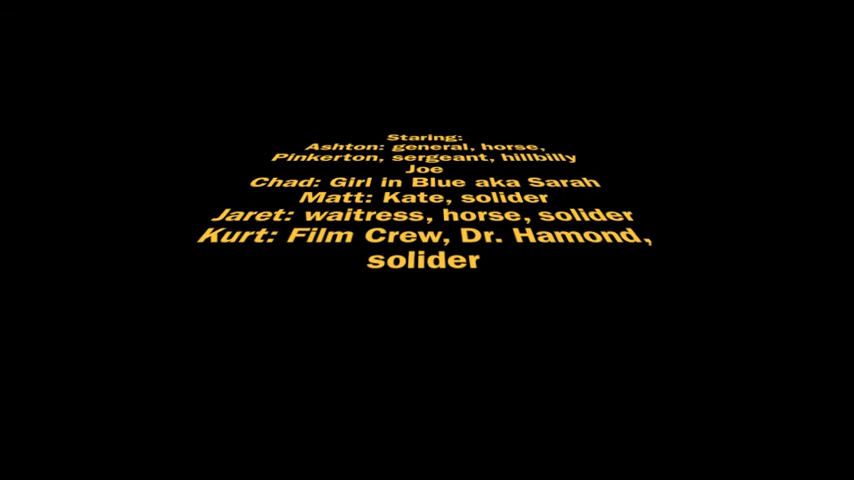 Staring:
Ashton: general, horse,
Pinkerton, sergeant, hillbilly
Joe
Chad: Girl in Blue aka Sarah
Matt: Kate, solider
Jaret: waitress, horse, solider
Kurt: Film Crew, Dr. Hamond,
solider